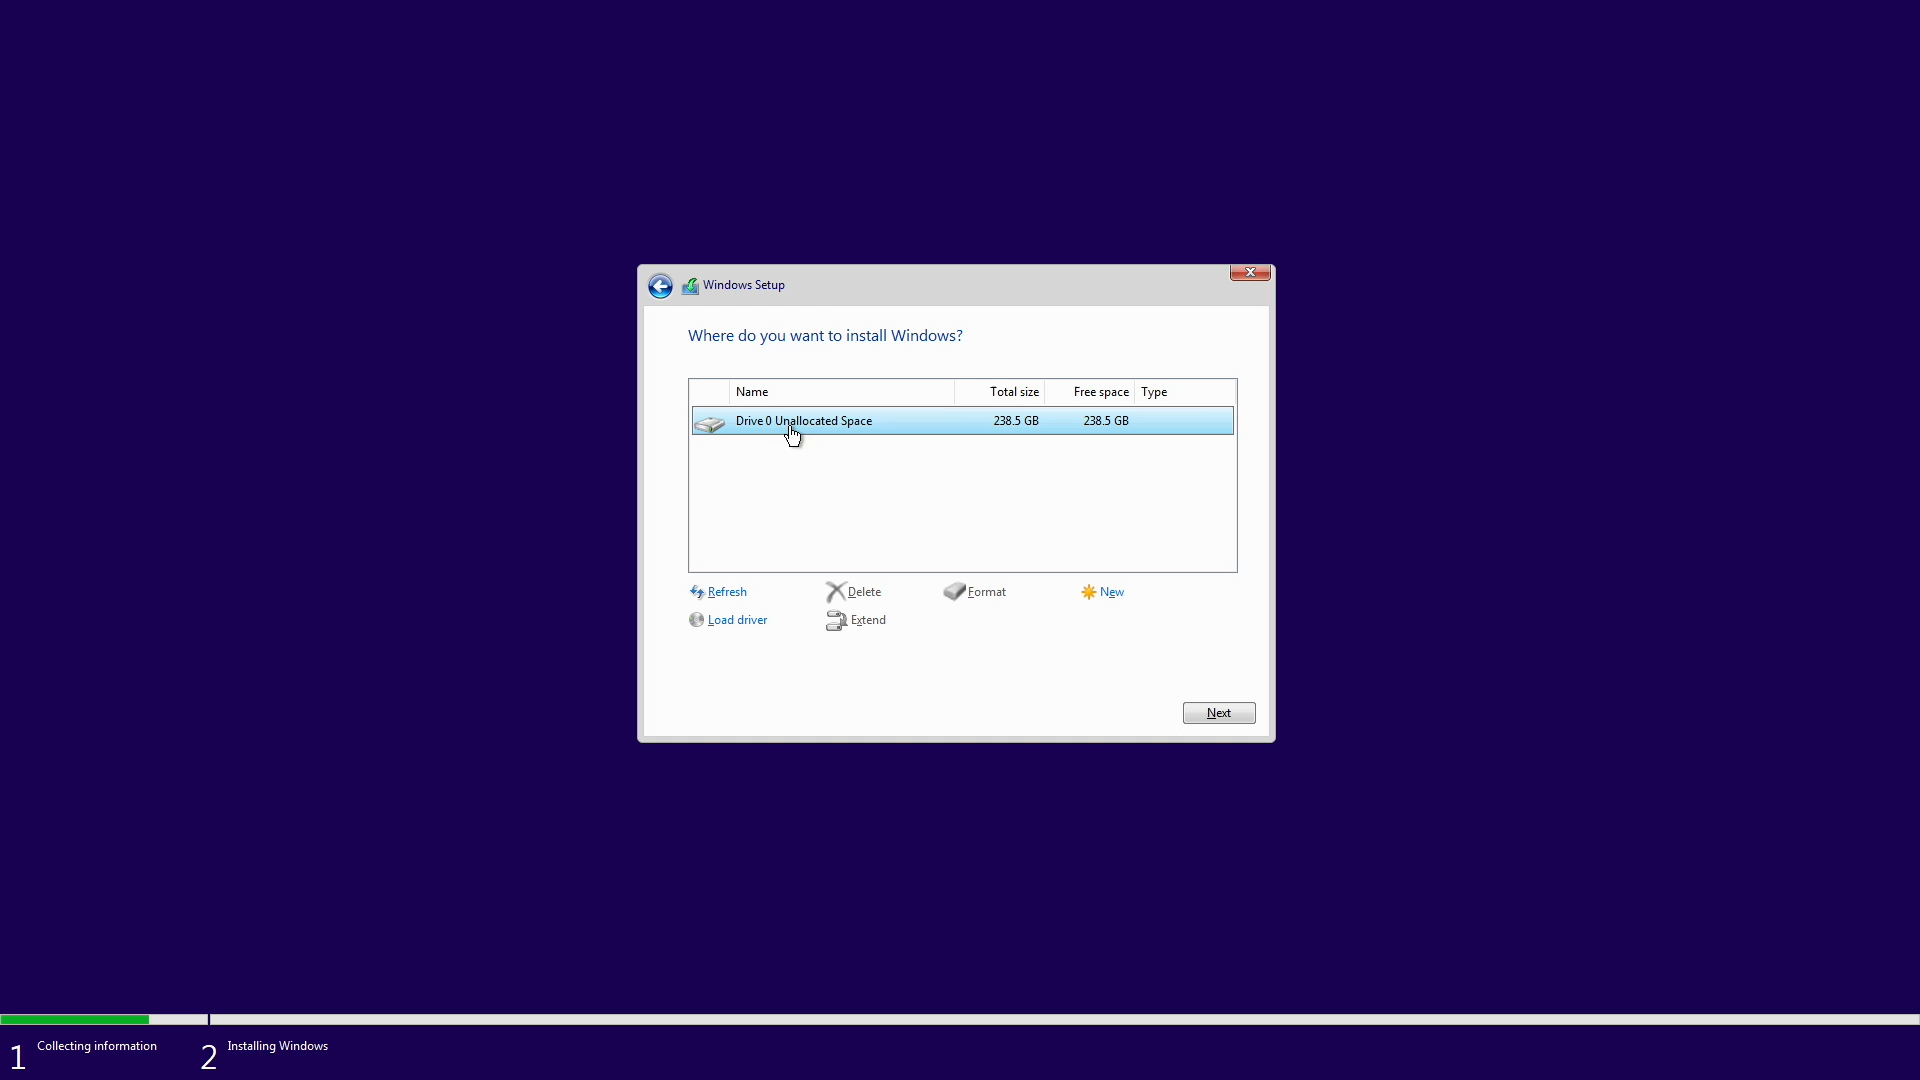 Windows Setup
Where do you want to install Windows?
Name Total size Free space Type
Drive 0 Unallocated Space 238.5 GB 238.5 GB
Refresh Delete Format New
Load driver Extend
Next
1 Collecting information 2 Installing Windows